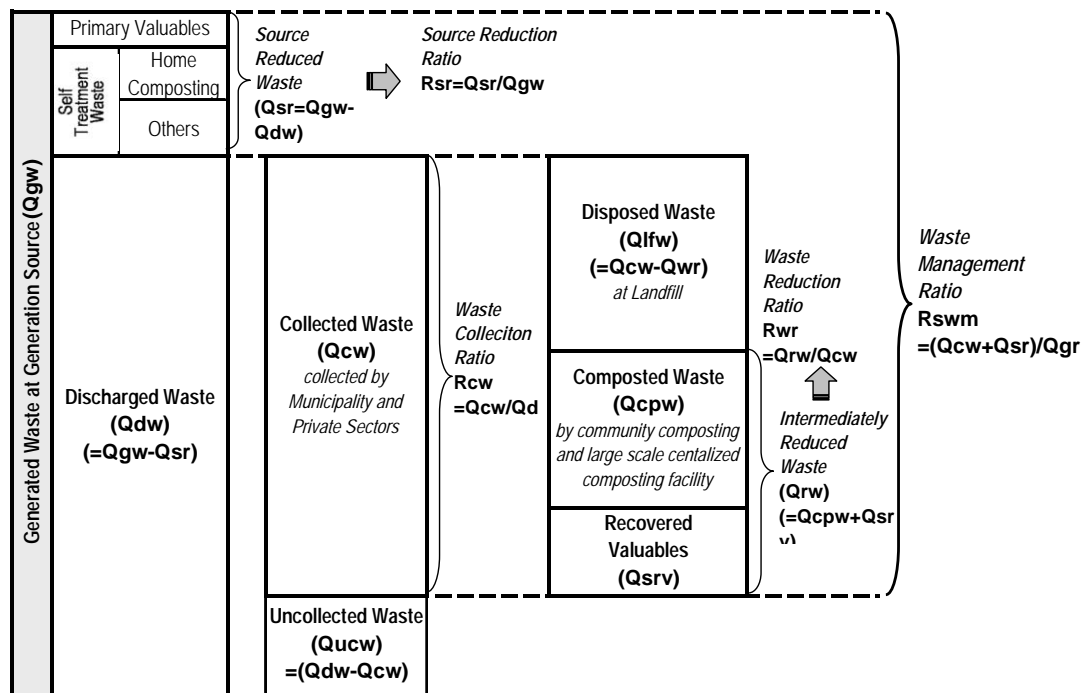 Generated Waste at Generation Source (Qgw)
Primary Valuables
Self
Treatment
Waste
Home
Composting
Others
Source
Reduced
Waste
(Qsr=Qgw-
Qdw)
Source Reduction
Ratio
Rsr=Qsr/Qgw
Discharged Waste
(Qdw)
(=Qgw-Qsr)
Collected Waste
(Qcw)
collected by
Municipality and
Private Sectors
Uncollected Waste
(Qucw)
=(Qdw-Qcw)
Waste
Colleciton
Ratio
Rcw
=Qcw/Qd
Disposed Waste
(Qlfw)
(=Qcw-Qwr)
at Landfill
Composted Waste
(Qcpw)
by community composting
and large scale centalized
composting facility
Recovered
Valuables
(Qsrv)
Waste
Reduction
Ratio
Rwr
=Qrw/Qcw
Intermediately
Reduced
Waste
(Qrw)
(=Qcpw+Qsr
v)
Waste
Management
Ratio
Rswm
=(Qcw+Qsr)/Qgr